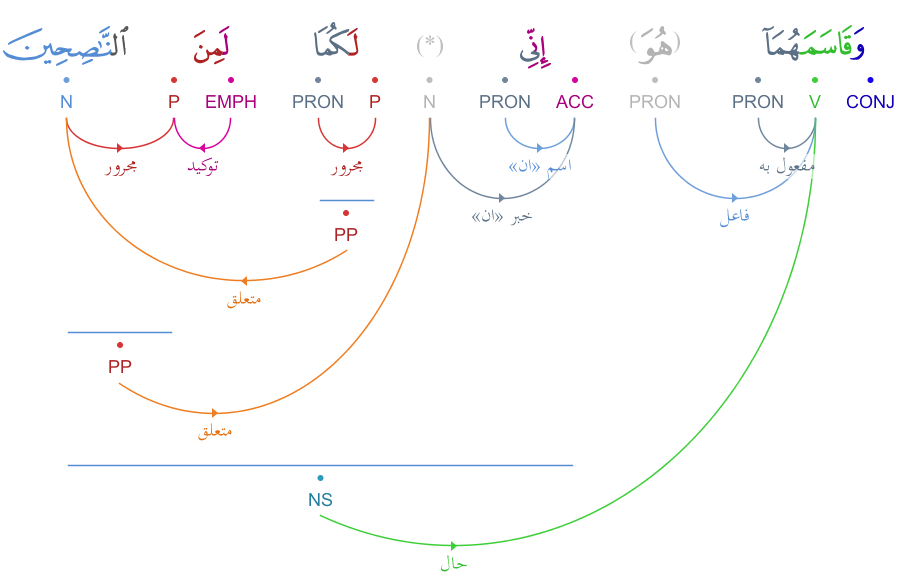 وَقَاسَمَهُمَآ (هُوَ) إِنِّي (*) لَكُمَا لَمِنَ ٱلنَّـٰصِحِينَ
CONJ V PRON PRON ACC PRON N P PRON EMPH P N
مفعول به اسم «ان» مجرور توكيد مجرور
فاعل خبر «ان»
PP
متعلق
PP
متعلق
NS
حال